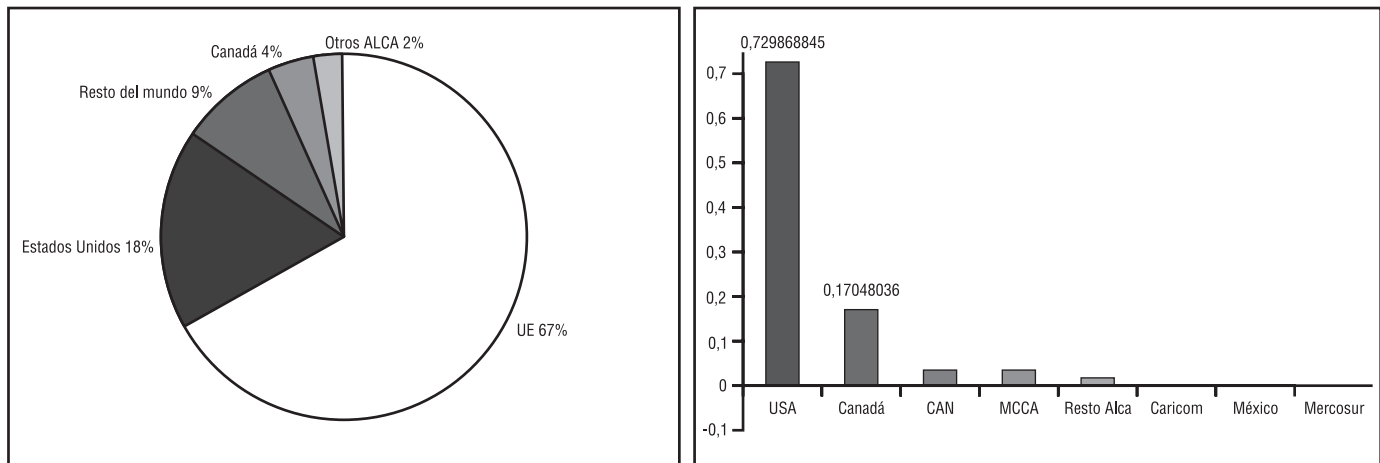 Otros ALCA 2%
Canadá 4%
Resto del mundo 9%
Estados Unidos 18%
UE 67%
0,729868845
0,7
0,6
0,5
0,4
0,3
0,17048036
0,2
0,1
0
-0,1
USA Canadá CAN MCCA Resto Alca Caricom México Mercosur